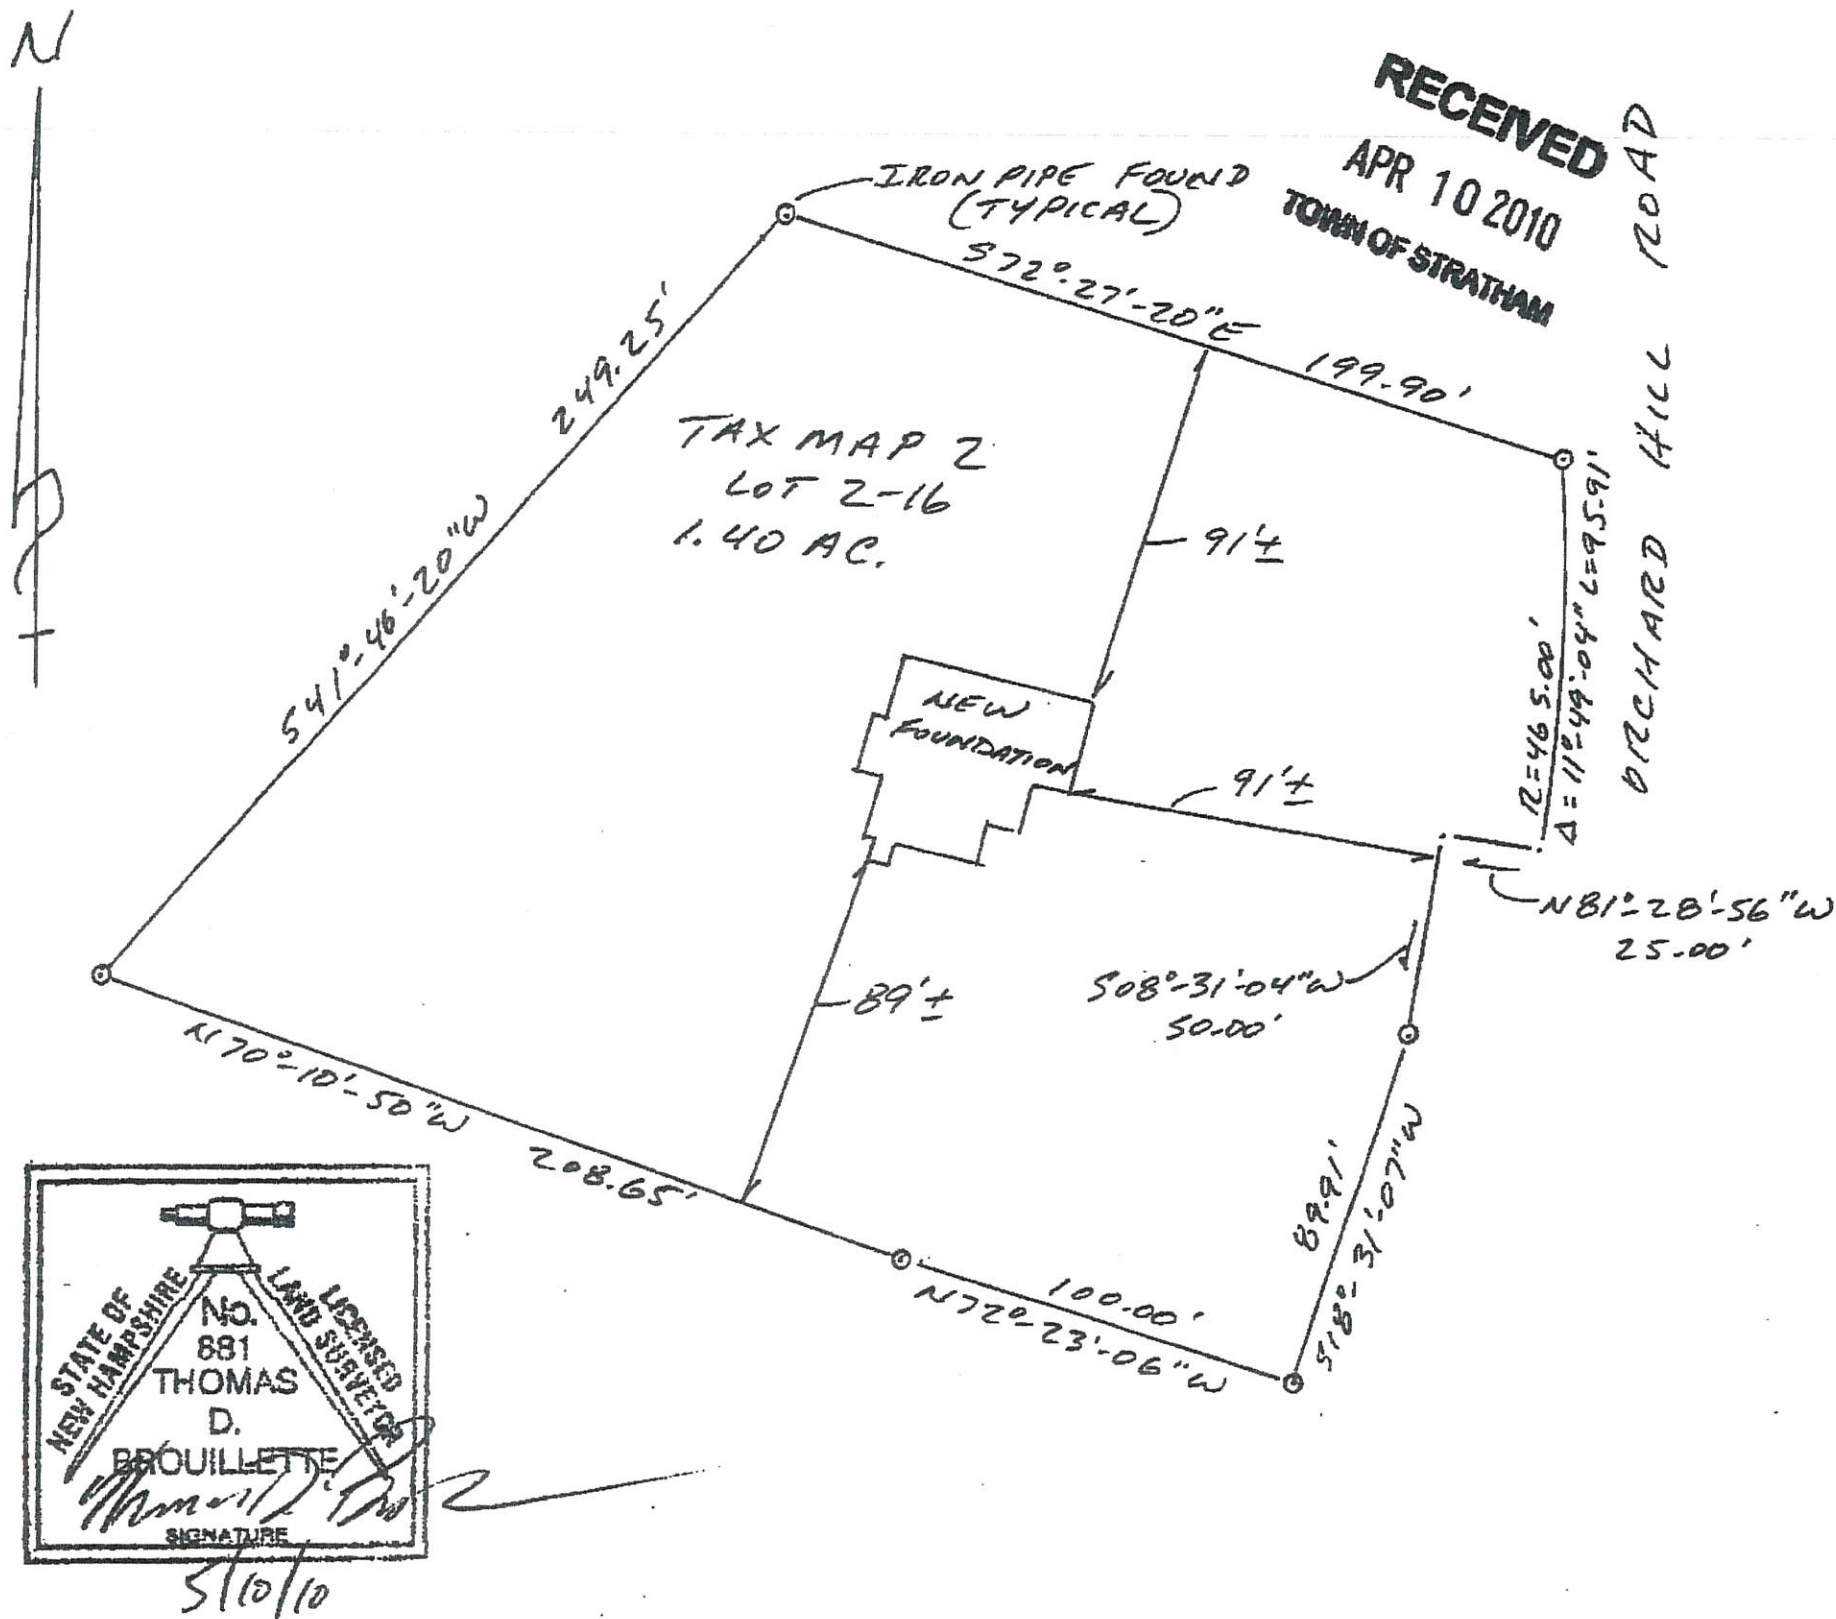 N
RECEIVED
APR 10 2010
TOWN OF STRATHAM
ORCHARD HILL ROAD
IRON PIPE FOUND
(TYPICAL)
S72°-27'-20"E
199.90'
249.25'
S41°-46'-20"W
TAX MAP 2
LOT 2-16
1.40 AC.
91'±
R=465.00'
Δ=11°-49'-04" L=95.91'
NEW
FOUNDATION
91'±
N81°-28'-56"W
25.00'
S08°-31'-04"W
50.00'
89'±
N70°-10'-50"W
208.65'
89.91'
S18°-31'-07"W
100.00'
N72°-23'-06"W
STATE OF
NEW HAMPSHIRE
LICENSED
LAND SURVEYOR
No.
881
THOMAS
D.
BROUILLETTE
SIGNATURE
5/10/10